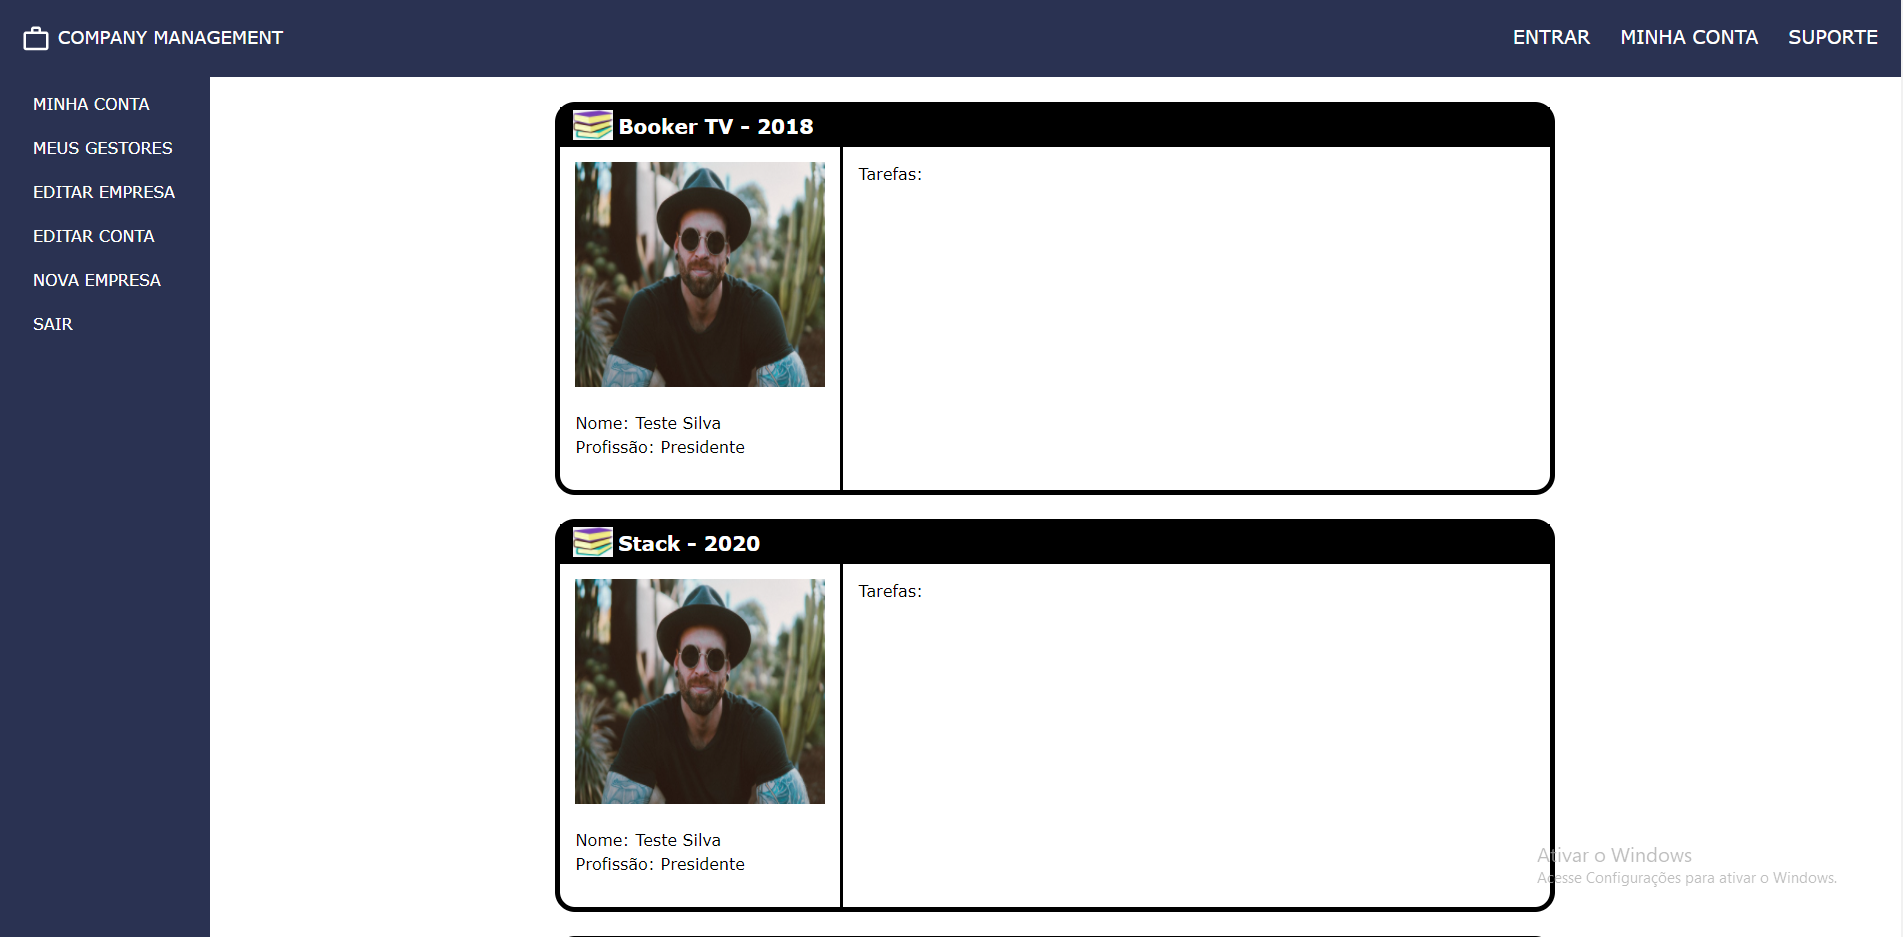 COMPANY MANAGEMENT
ENTRAR MINHA CONTA SUPORTE
MINHA CONTA
MEUS GESTORES
EDITAR EMPRESA
EDITAR CONTA
NOVA EMPRESA
SAIR
Booker TV - 2018
Tarefas:
Nome: Teste Silva
Profissão: Presidente
Stack - 2020
Tarefas:
Nome: Teste Silva
Profissão: Presidente
Ativar o Windows
Acesse Configurações para ativar o Windows.